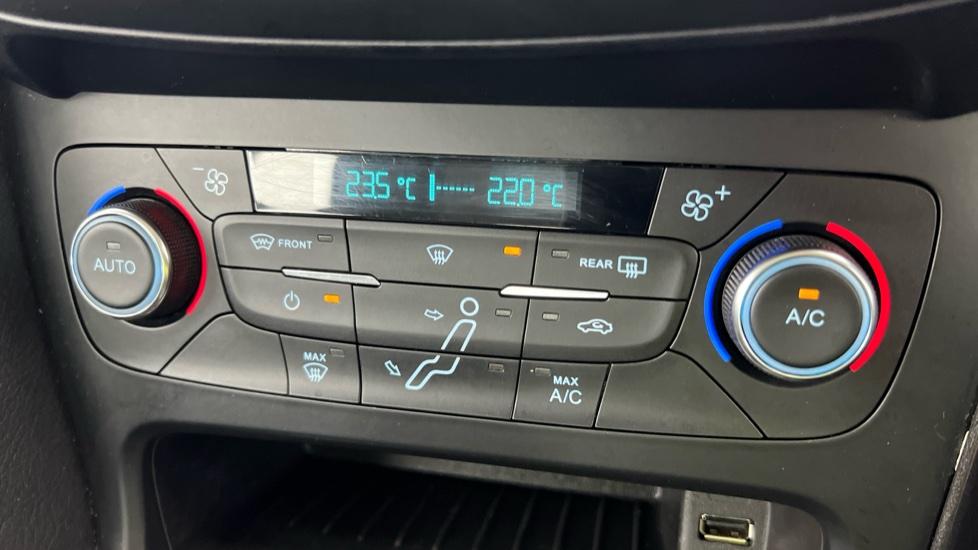 23.5 °C 22.0 °C
FRONT
REAR
AUTO
A/C
MAX
MAX
A/C